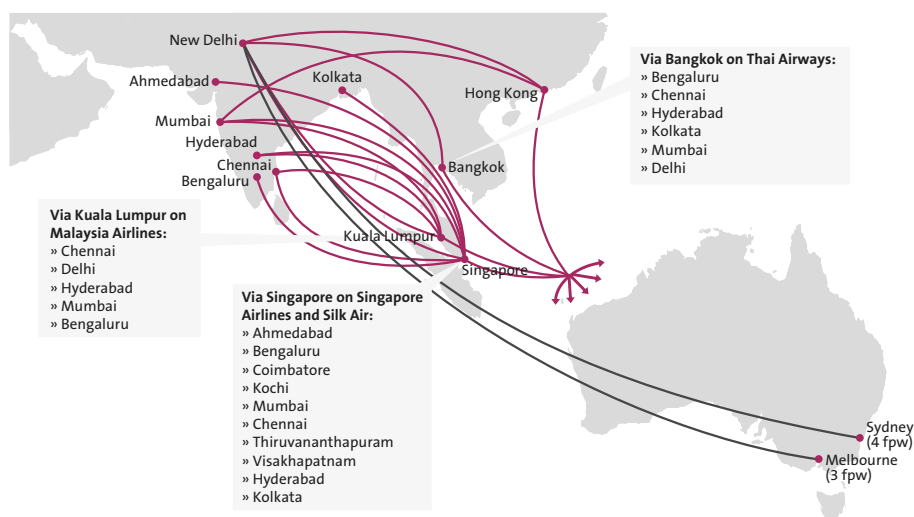 New Delhi
Ahmedabad
Kolkata
Mumbai
Hong Kong
Hyderabad
Chennai
Bengaluru
Bangkok
Kuala Lumpur
Singapore
Via Bangkok on Thai Airways:
» Bengaluru
» Chennai
» Hyderabad
» Kolkata
» Mumbai
» Delhi
Via Kuala Lumpur on
Malaysia Airlines:
» Chennai
» Delhi
» Hyderabad
» Mumbai
» Bengaluru
Via Singapore on Singapore
Airlines and Silk Air:
» Ahmedabad
» Bengaluru
» Coimbatore
» Kochi
» Mumbai
» Chennai
» Thiruvananthapuram
» Visakhapatnam
» Hyderabad
» Kolkata
Sydney
(4 fpw)
Melbourne
(3 fpw)